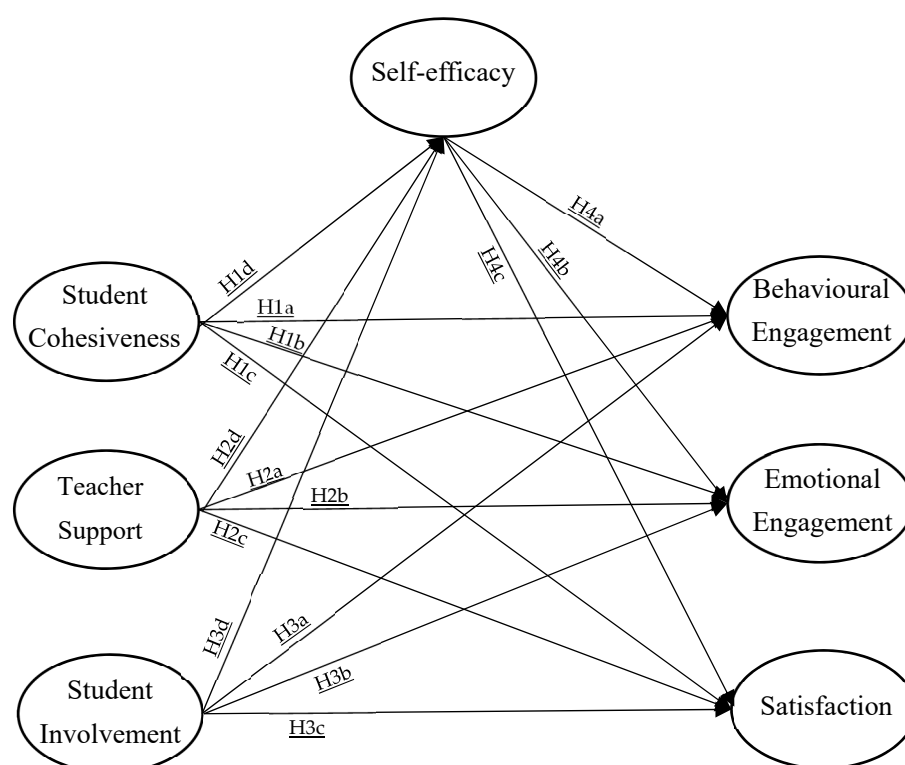 Self-efficacy
H4a
H4b
H4c
H1d
Student
Cohesiveness
H1a
H1b
H1c
Behavioural
Engagement
H2d
Teacher
Support
H2a
H2b
H2c
Emotional
Engagement
H3d
Student
Involvement
H3a
H3b
H3c
Satisfaction